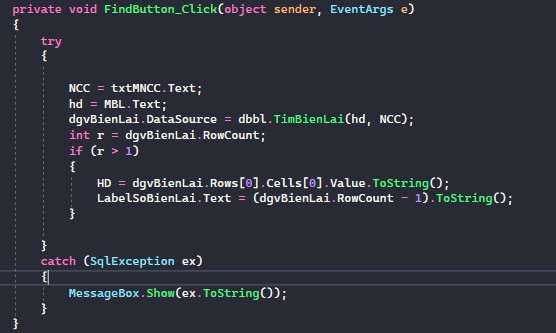 private void FindButton_Click(object sender, EventArgs e)
{
try
{
NCC = txtMNCC.Text;
hd = MBL.Text;
dgvBienLai.DataSource = dbbl.TimBienLai(hd, NCC);
int r = dgvBienLai.RowCount;
if (r > 1)
{
HD = dgvBienLai.Rows[0].Cells[0].Value.ToString();
LabelSoBienLai.Text = (dgvBienLai.RowCount - 1).ToString();
}
}
catch (SqlException ex)
{
MessageBox.Show(ex.ToString());
}
}